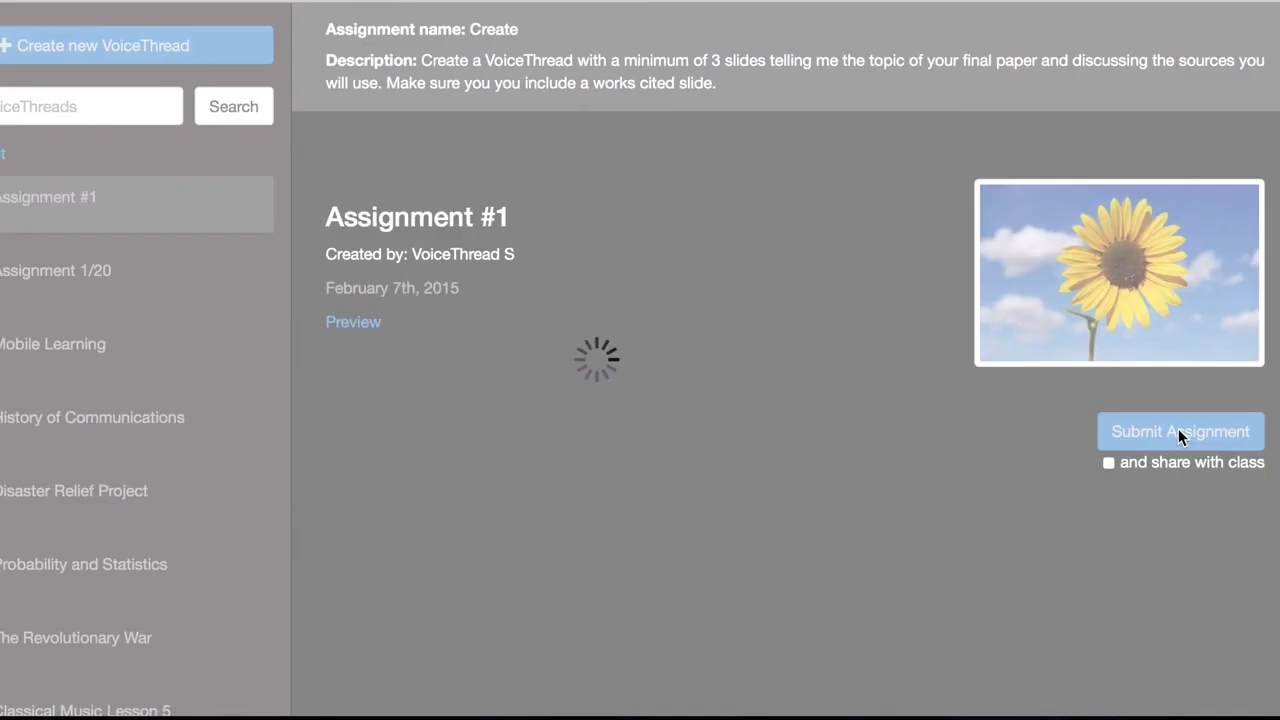 Create new VoiceThread
iceThreads
Search
t
Assignment #1
Assignment 1/20
Mobile Learning
History of Communications
Disaster Relief Project
Probability and Statistics
The Revolutionary War
Classical Music Lesson 5
Assignment name: Create
Description: Create a VoiceThread with a minimum of 3 slides telling me the topic of your final paper and discussing the sources you
will use. Make sure you you include a works cited slide.
Assignment #1
Created by: VoiceThread S
February 7th, 2015
Preview
Submit Assignment
and share with class